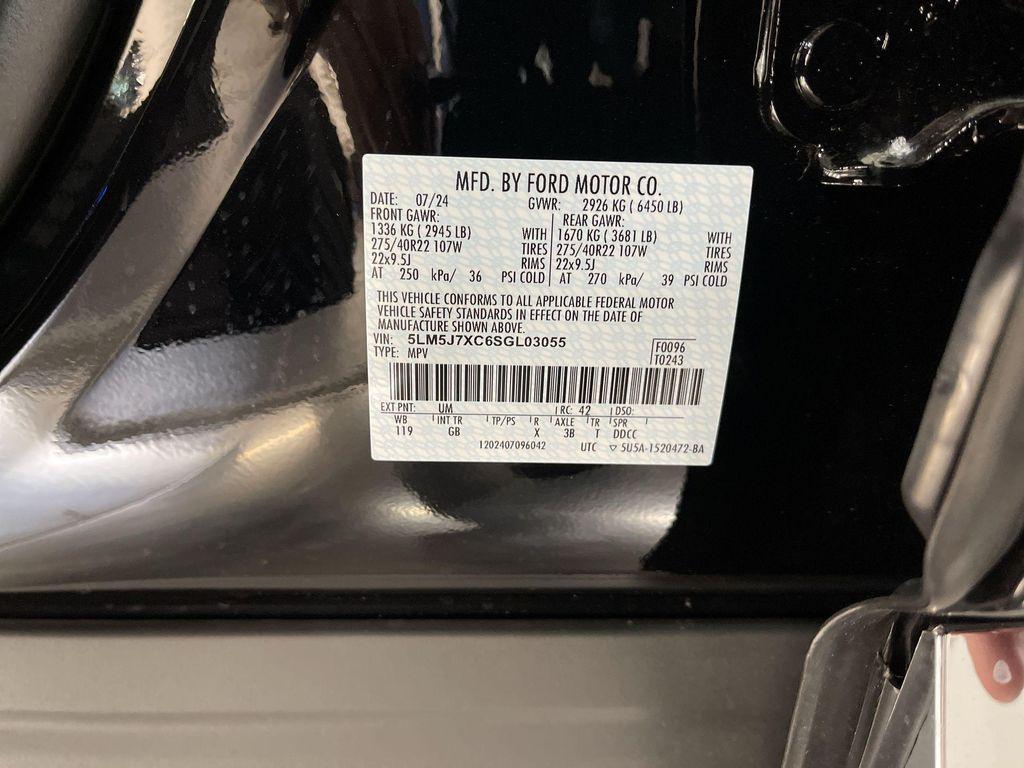 MFD. BY FORD MOTOR CO.
DATE: 07/24 GVWR: 2926 KG ( 6450 LB)
FRONT GAWR: REAR GAWR:
1336 KG ( 2945 LB) WITH 1670 KG ( 3681 LB) WITH
275/40R22 107W TIRES 275/40R22 107W TIRES
22x9.5J RIMS 22x9.5J RIMS
AT 250 kPa/ 36 PSI COLD AT 270 kPa/ 39 PSI COLD
THIS VEHICLE CONFORMS TO ALL APPLICABLE FEDERAL MOTOR
VEHICLE SAFETY STANDARDS IN EFFECT ON THE DATE OF
MANUFACTURE SHOWN ABOVE.
VIN: 5LM5J7XC6SGL03055 F0096
TYPE: MPV T0243
EXT PNT: UM RC: 42 DSO:
WB INT TR TP/PS R AXLE TR SPR
119 GB X 3B T DDCC
1202407096042 UTC ▽ 5U5A-1520472-BA